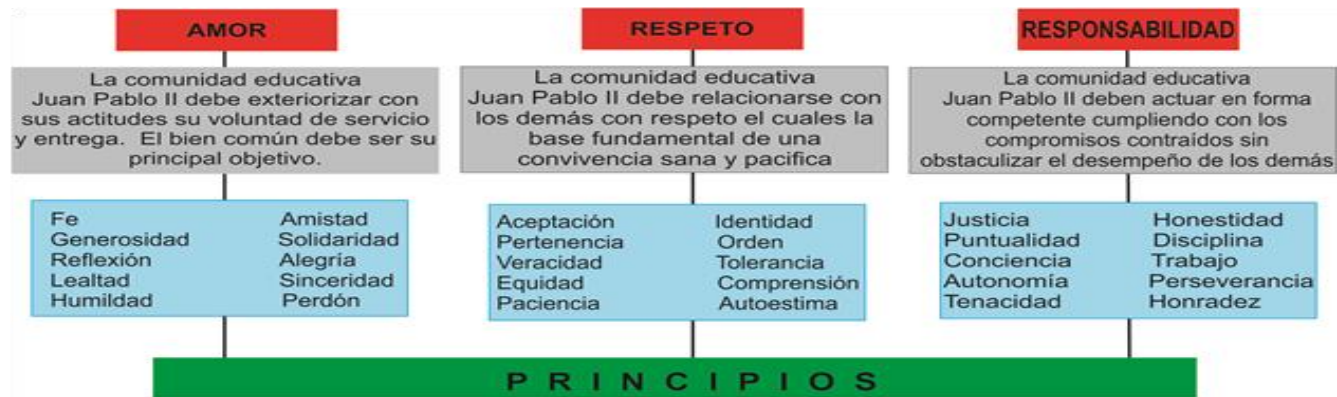 AMOR
La comunidad educativa
Juan Pablo II debe exteriorizar con
sus actitudes su voluntad de servicio
y entrega. El bien común debe ser su
principal objetivo.
Fe Amistad
Generosidad Solidaridad
Reflexión Alegría
Lealtad Sinceridad
Humildad Perdón
RESPETO
La comunidad educativa
Juan Pablo II debe relacionarse con
los demás con respeto el cuales la
base fundamental de una
convivencia sana y pacifica
Aceptación Identidad
Pertenencia Orden
Veracidad Tolerancia
Equidad Comprensión
Paciencia Autoestima
RESPONSABILIDAD
La comunidad educativa
Juan Pablo II deben actuar en forma
competente cumpliendo con los
compromisos contraídos sin
obstaculizar el desempeño de los demás
Justicia Honestidad
Puntualidad Disciplina
Conciencia Trabajo
Autonomía Perseverancia
Tenacidad Honradez
PRINCIPIOS